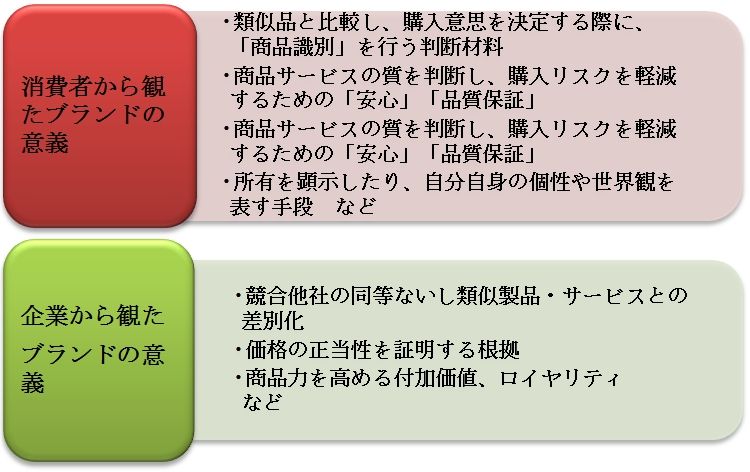 消費者から観
たブランドの
意義
・類似品と比較し、購入意思を決定する際に、
「商品識別」を行う判断材料
・商品サービスの質を判断し、購入リスクを軽減
するための「安心」「品質保証」
・商品サービスの質を判断し、購入リスクを軽減
するための「安心」「品質保証」
・所有を顕示したり、自分自身の個性や世界観を
表す手段　など
企業から観た
ブランドの意
義
・競合他社の同等ないし類似製品・サービスとの
差別化
・価格の正当性を証明する根拠
・商品力を高める付加価値、ロイヤリティ
など